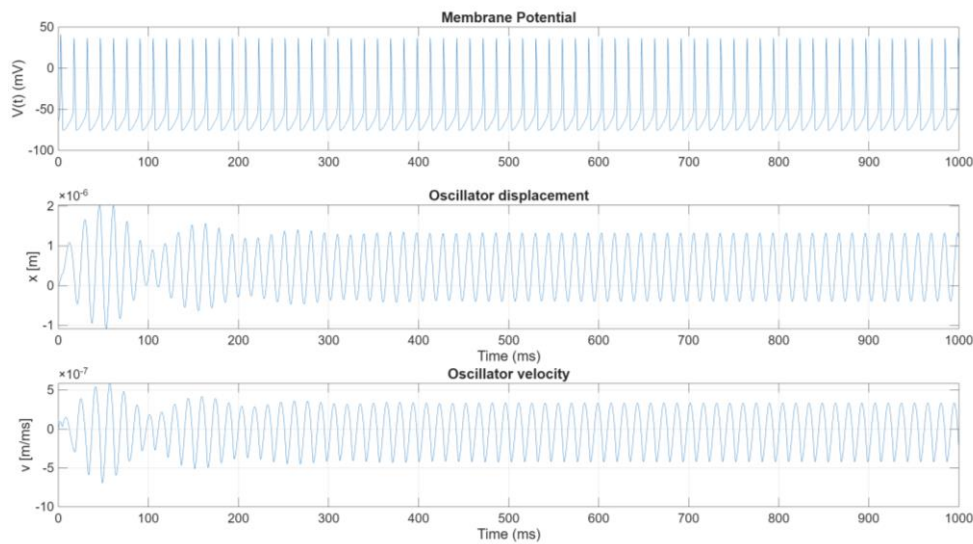 Membrane Potential
50
0
-50
-100
V(t) (mV)
0 100 200 300 400 500 600 700 800 900 1000
×10⁻⁶
Oscillator displacement
2
1
0
-1
x [m]
0 100 200 300 400 500 600 700 800 900 1000
Time (ms)
×10⁻⁷
Oscillator velocity
5
0
-5
-10
v [m/ms]
0 100 200 300 400 500 600 700 800 900 1000
Time (ms)